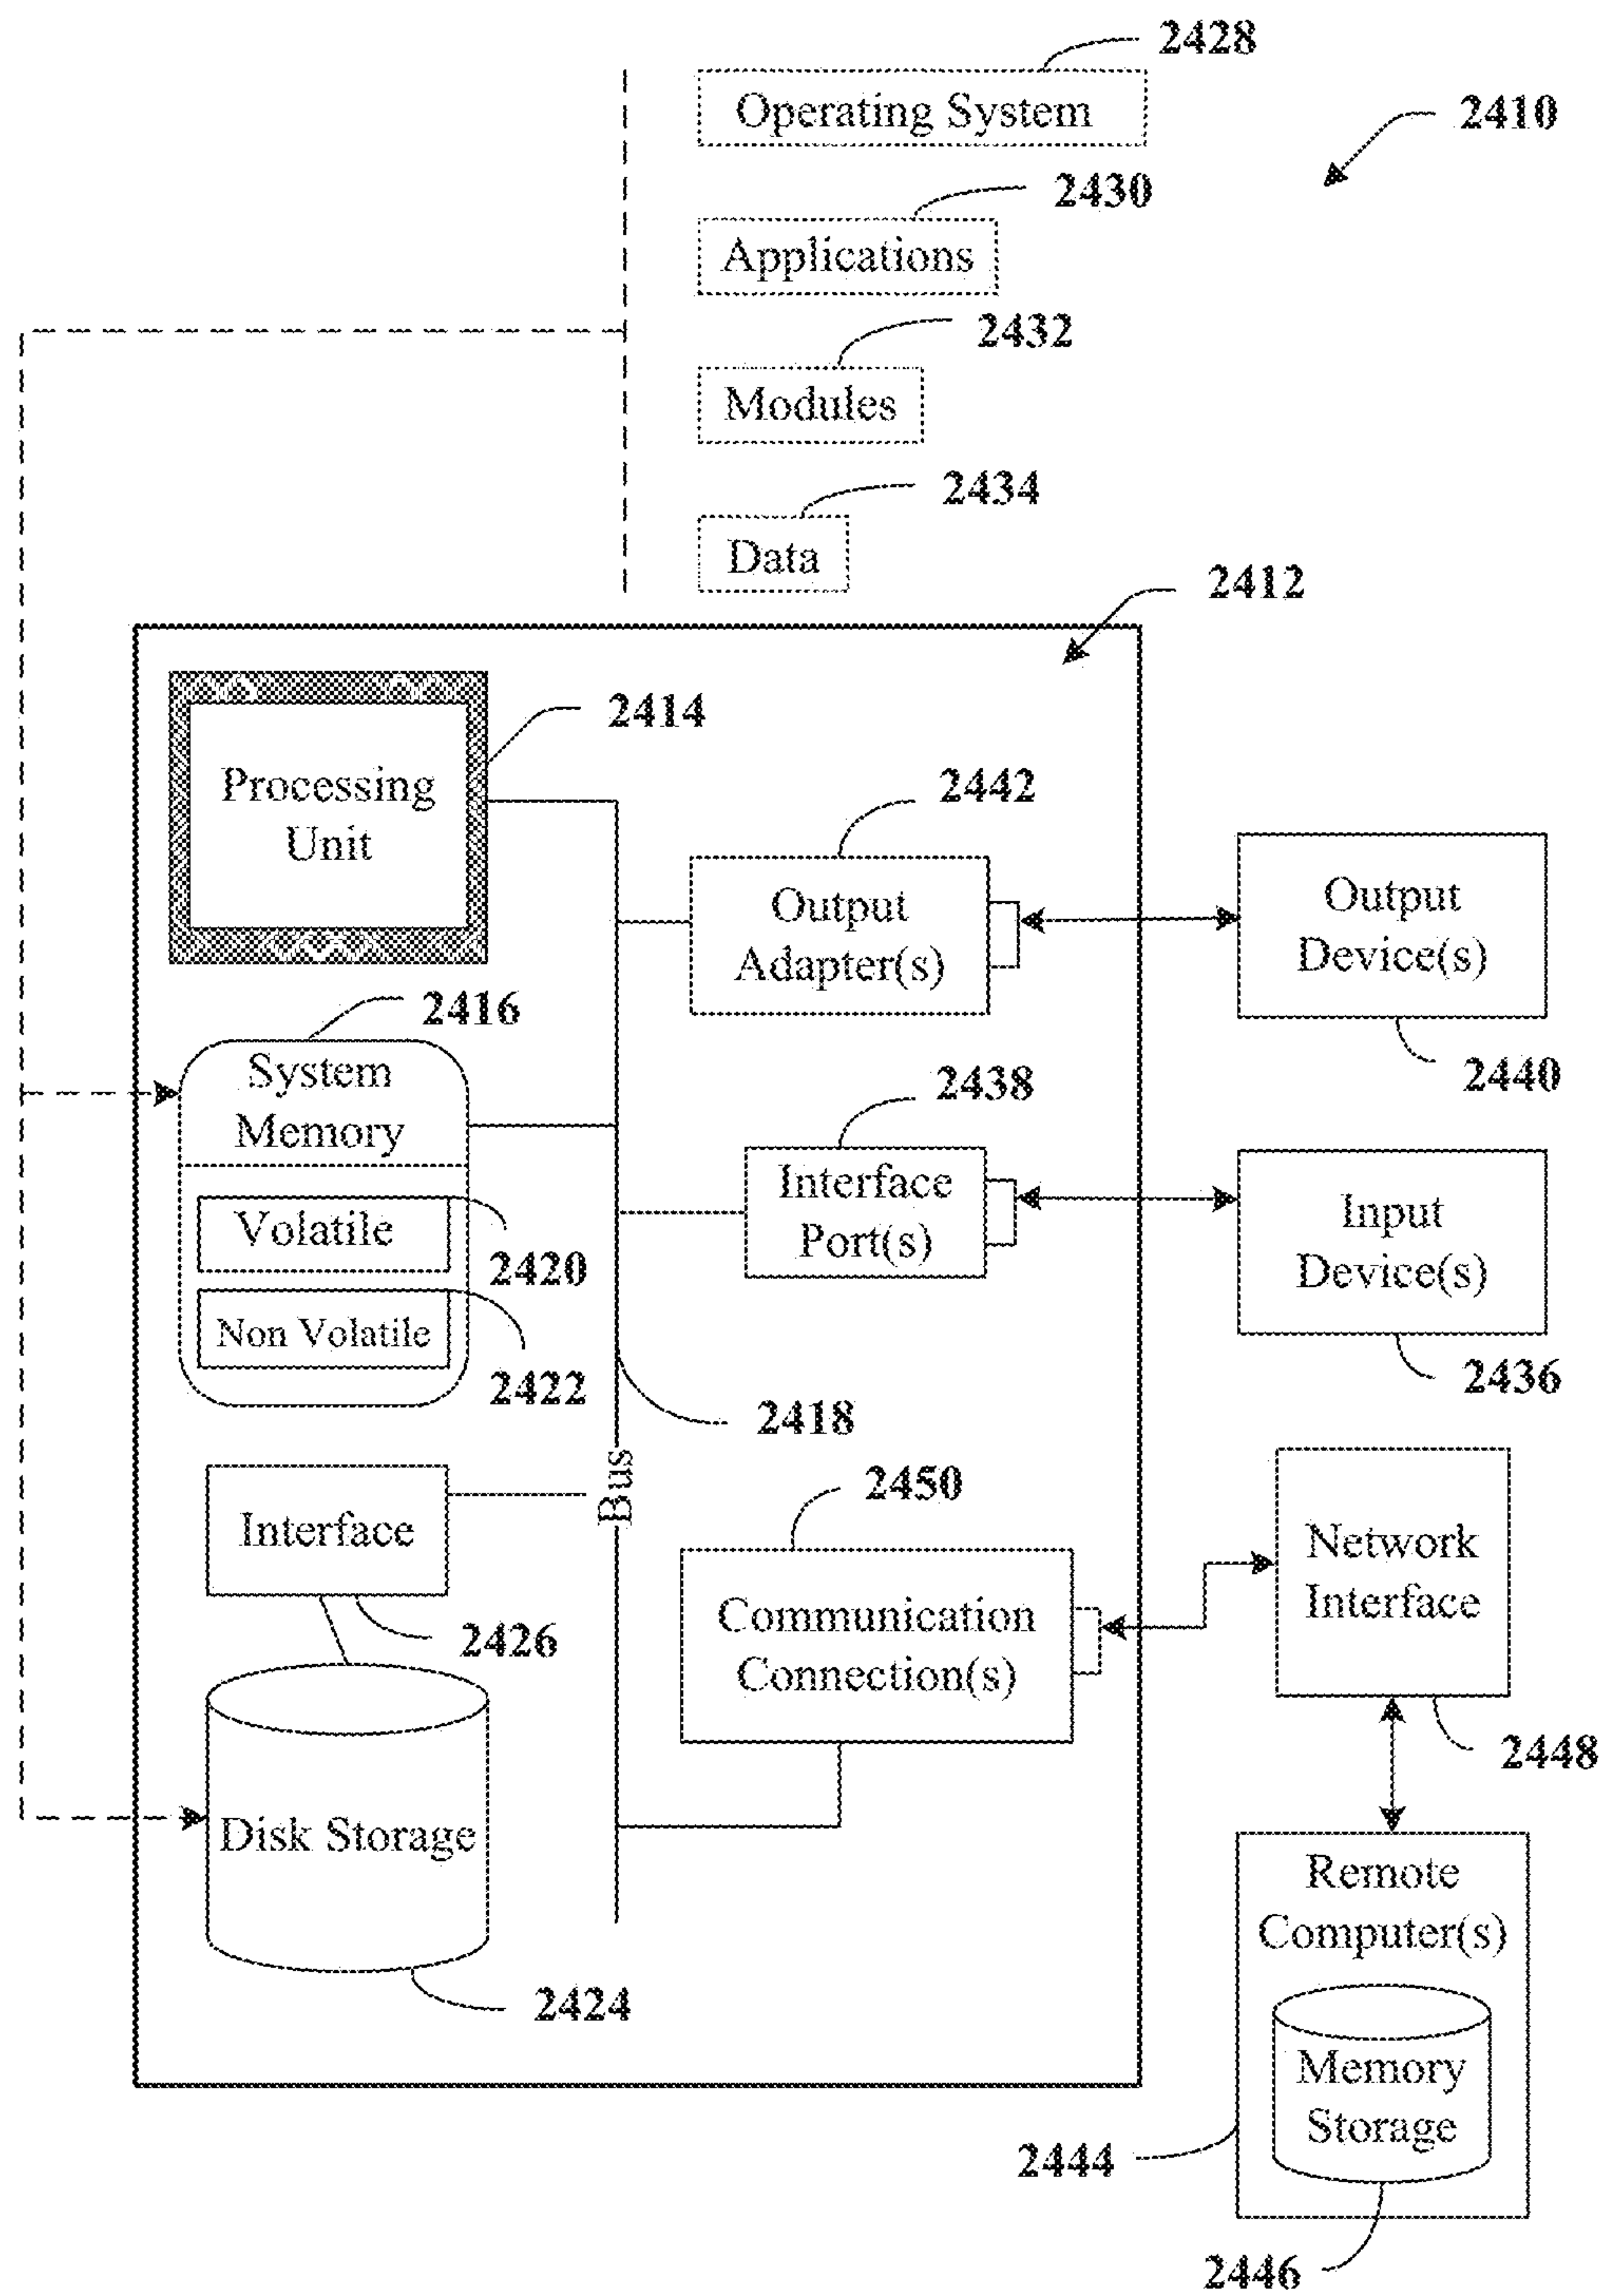 2428
Operating System
2410
2430
Applications
2432
Modules
2434
Data
2412
2414
Processing
Unit
2442
Output
Adapter(s)
Output
Device(s)
2440
2416
System
Memory
2438
Interface
Port(s)
Input
Device(s)
2436
Volatile
2420
Non Volatile
2422
2418
Bus
2450
Interface
2426
Communication
Connection(s)
Network
Interface
2448
Disk Storage
2424
Remote
Computer(s)
Memory
Storage
2444
2446